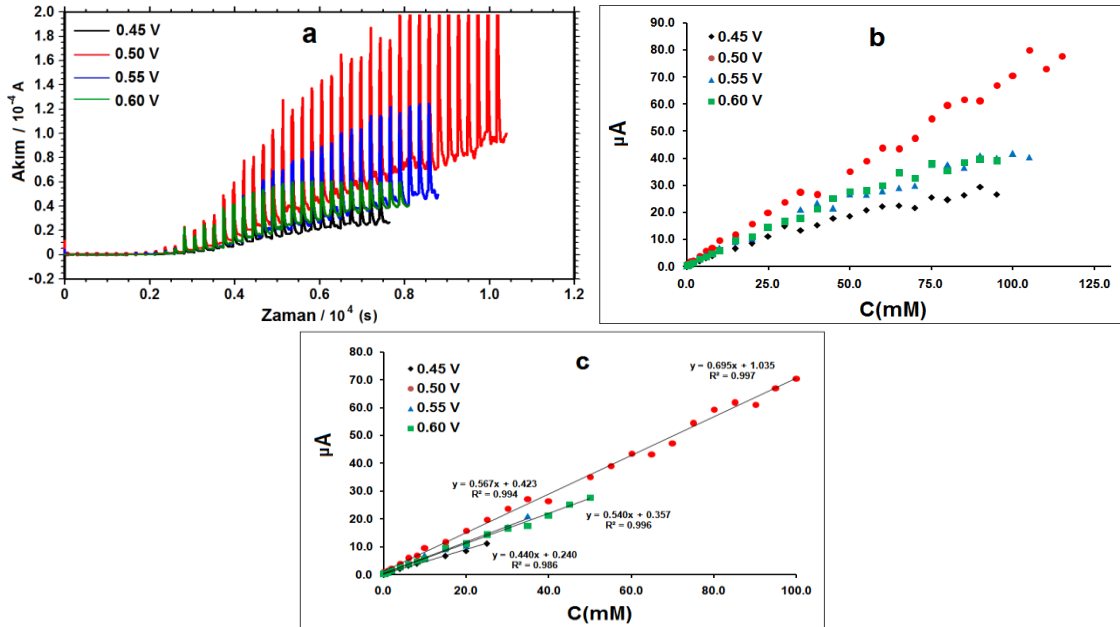 a
0.45 V
0.50 V
0.55 V
0.60 V
2.0
1.8
1.6
1.4
1.2
1.0
0.8
0.6
0.4
0.2
0
-0.2
Akım / 10⁻⁴ A
0
0.2
0.4
0.6
0.8
1.0
1.2
Zaman / 10⁴ (s)
b
0.45 V
0.50 V
0.55 V
0.60 V
90.0
80.0
70.0
60.0
50.0
40.0
30.0
20.0
10.0
0.0
µA
0.0
25.0
50.0
75.0
100.0
125.0
C(mM)
c
0.45 V
0.50 V
0.55 V
0.60 V
80.0
70.0
60.0
50.0
40.0
30.0
20.0
10.0
0.0
µA
y = 0.695x + 1.035
R² = 0.997
y = 0.567x + 0.423
R² = 0.994
y = 0.540x + 0.357
R² = 0.996
y = 0.440x + 0.240
R² = 0.986
0.0
20.0
40.0
60.0
80.0
100.0
C(mM)